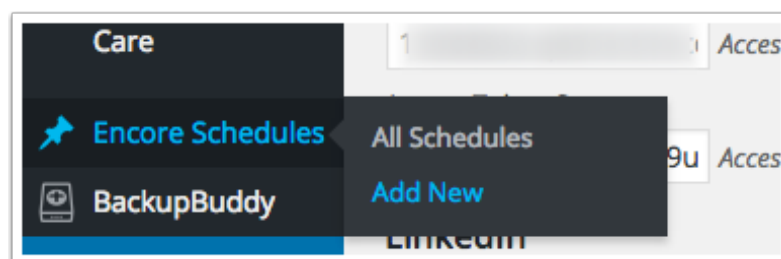 Care
Acces
Encore Schedules
All Schedules
9u Acces
Add New
BackupBuddy
LinkedIn